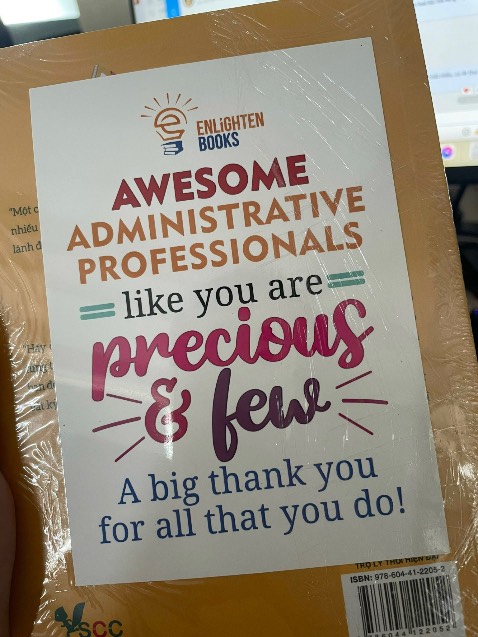 ENLiGHTEN
BOOKS
AWESOME
ADMINISTRATIVE
PROFESSIONALS
like you are
precious
& few
A big thank you
for all that you do!
"Một
nhiều
lãnh đ
"Hãy
TRỢ LÝ THỜI HIỆN ĐẠI
ISBN: 978-604-41-2205-2
YSCC